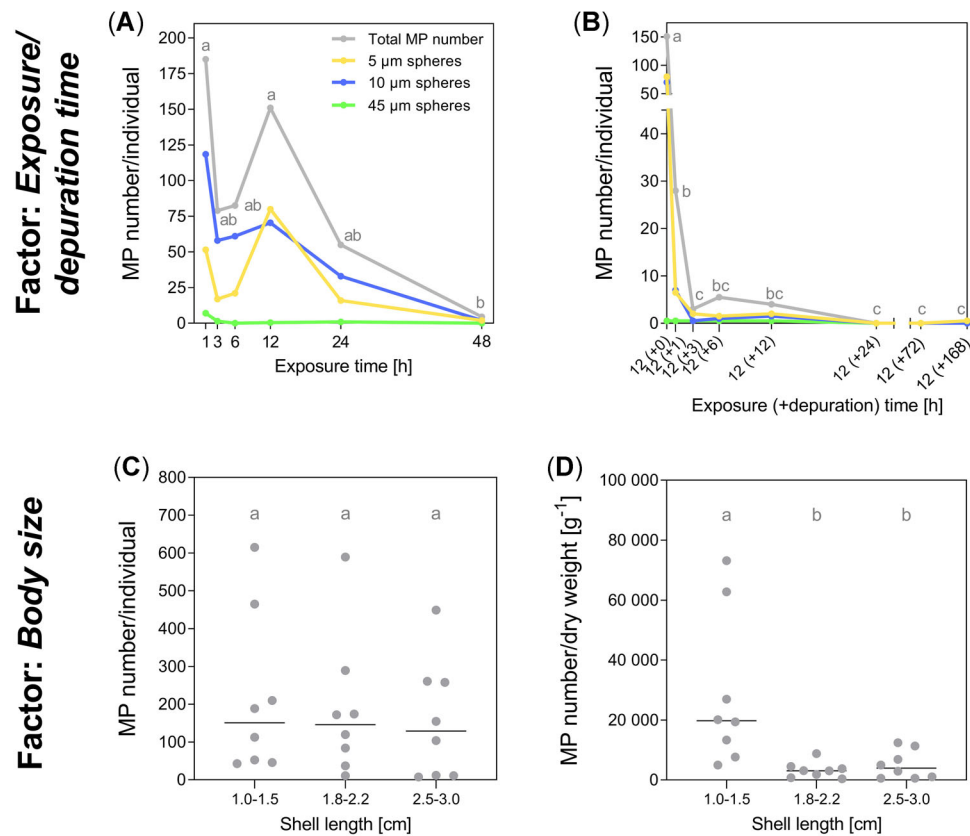 Factor: Exposure/
depuration time
(A)
MP number/individual
200
175
150
125
100
75
50
25
0
a
ab
ab
a
ab
b
Total MP number
5 µm spheres
10 µm spheres
45 µm spheres
1 3 6 12 24 48
Exposure time [h]
(B)
MP number/individual
150
125
100
75
50
40
30
20
10
0
a
b
c
bc
bc
c
c
c
12 (+0)
12 (+1)
12 (+3)
12 (+6)
12 (+12)
12 (+24)
12 (+72)
12 (+168)
Exposure (+depuration) time [h]
Factor: Body size
(C)
MP number/individual
800
700
600
500
400
300
200
100
0
a a a
1.0-1.5 1.8-2.2 2.5-3.0
Shell length [cm]
(D)
MP number/dry weight [g⁻¹]
100 000
80 000
60 000
40 000
20 000
0
a b b
1.0-1.5 1.8-2.2 2.5-3.0
Shell length [cm]